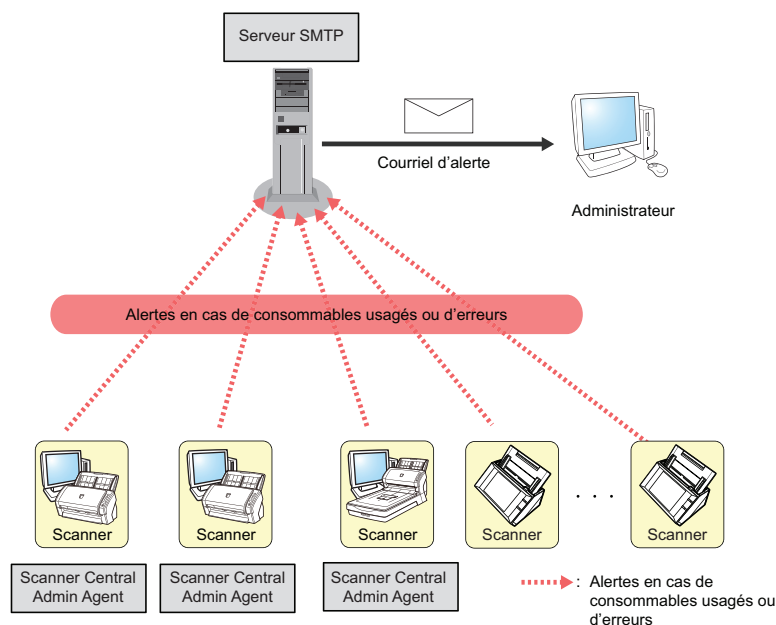 Serveur SMTP
Courriel d’alerte
Administrateur
Alertes en cas de consommables usagés ou d’erreurs
Scanner
Scanner
Scanner
Scanner
. . .
Scanner
Scanner Central
Admin Agent
Scanner Central
Admin Agent
Scanner Central
Admin Agent
: Alertes en cas de
consommables usagés ou
d’erreurs